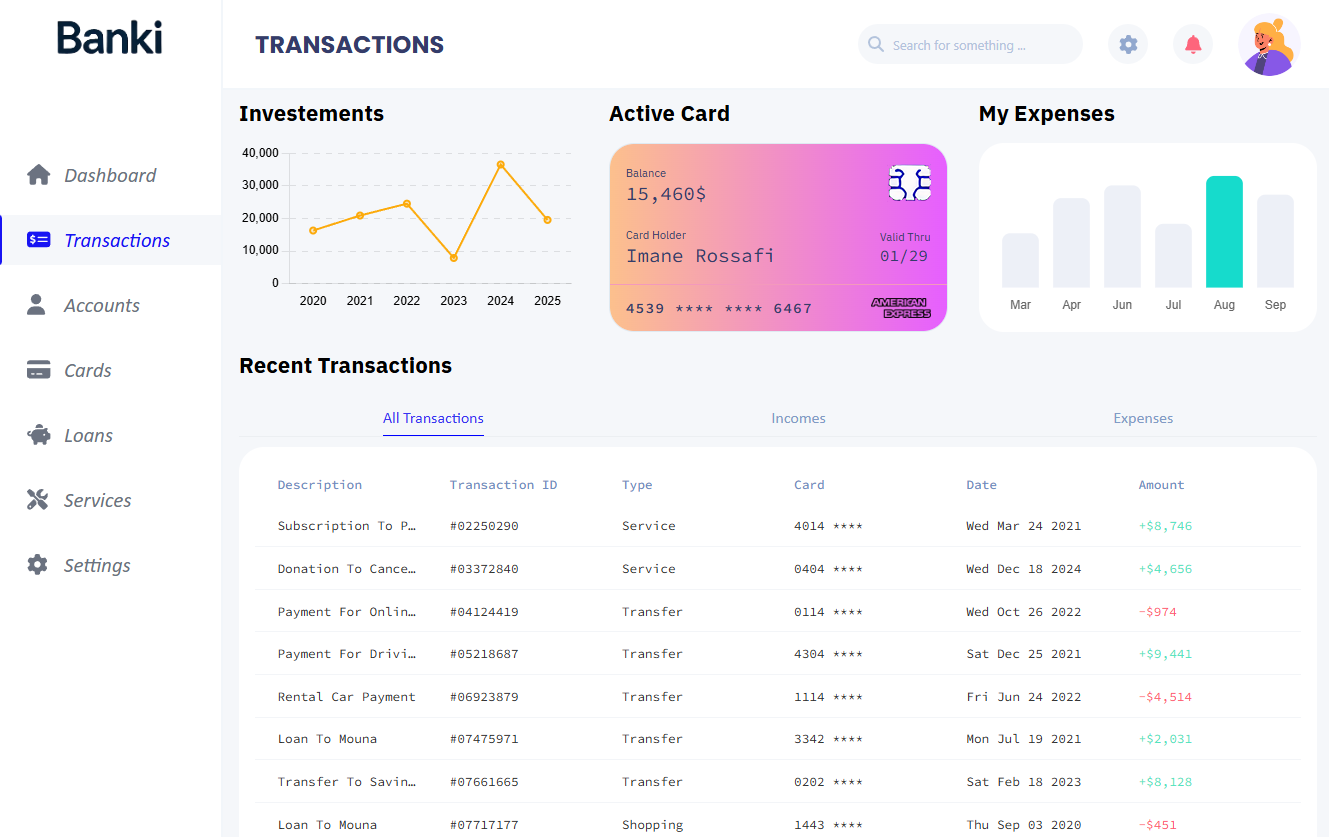 Banki
TRANSACTIONS
Search for something ...
Dashboard
Transactions
Accounts
Cards
Loans
Services
Settings
Investements
40,000
30,000
20,000
10,000
0
2020 2021 2022 2023 2024 2025
Active Card
Balance
15,460$
Card Holder
Imane Rossafi
Valid Thru
01/29
4539 **** **** 6467
AMERICAN
EXPRESS
My Expenses
Mar Apr Jun Jul Aug Sep
Recent Transactions
All Transactions Incomes Expenses
Description Transaction ID Type Card Date Amount
Subscription To P… #02250290 Service 4014 **** Wed Mar 24 2021 +$8,746
Donation To Cance… #03372840 Service 0404 **** Wed Dec 18 2024 +$4,656
Payment For Onlin… #04124419 Transfer 0114 **** Wed Oct 26 2022 -$974
Payment For Drivi… #05218687 Transfer 4304 **** Sat Dec 25 2021 +$9,441
Rental Car Payment #06923879 Transfer 1114 **** Fri Jun 24 2022 -$4,514
Loan To Mouna #07475971 Transfer 3342 **** Mon Jul 19 2021 +$2,031
Transfer To Savin… #07661665 Transfer 0202 **** Sat Feb 18 2023 +$8,128
Loan To Mouna #07717177 Shopping 1443 **** Thu Sep 03 2020 -$451